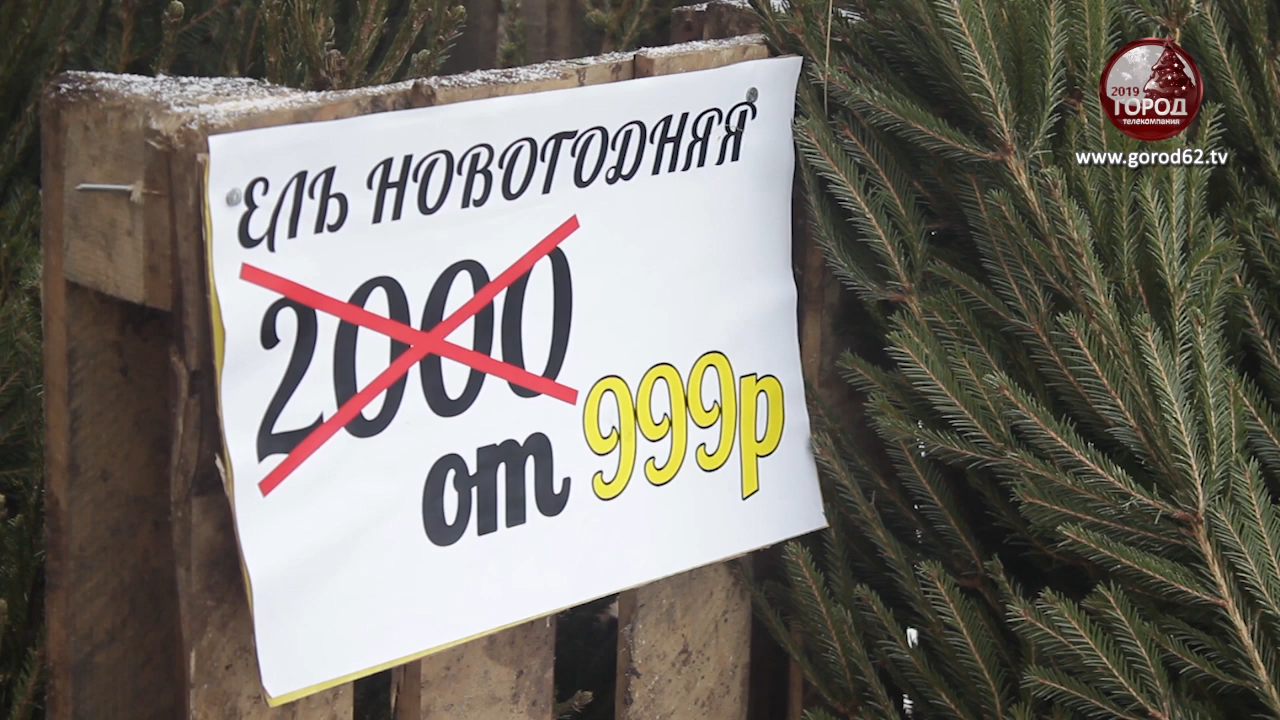 ЕЛЬ НОВОГОДНЯЯ
2000
от 999р
2019
ГОРОД
телекомпания
www.gorod62.tv